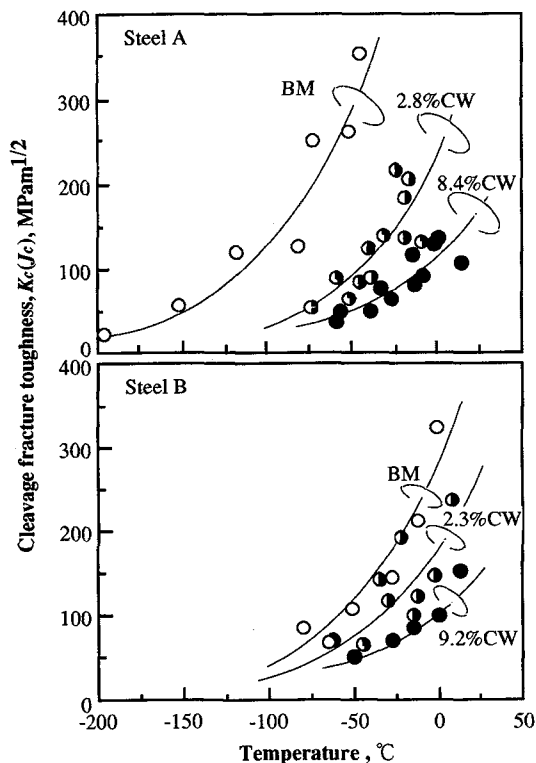 Steel A
400
BM
2.8%CW
300
8.4%CW
200
100
0
Cleavage fracture toughness, Kc(Jc), MPam1/2
400
Steel B
300
BM
2.3%CW
200
100
9.2%CW
0
-200 -150 -100 -50 0 50
Temperature , ℃